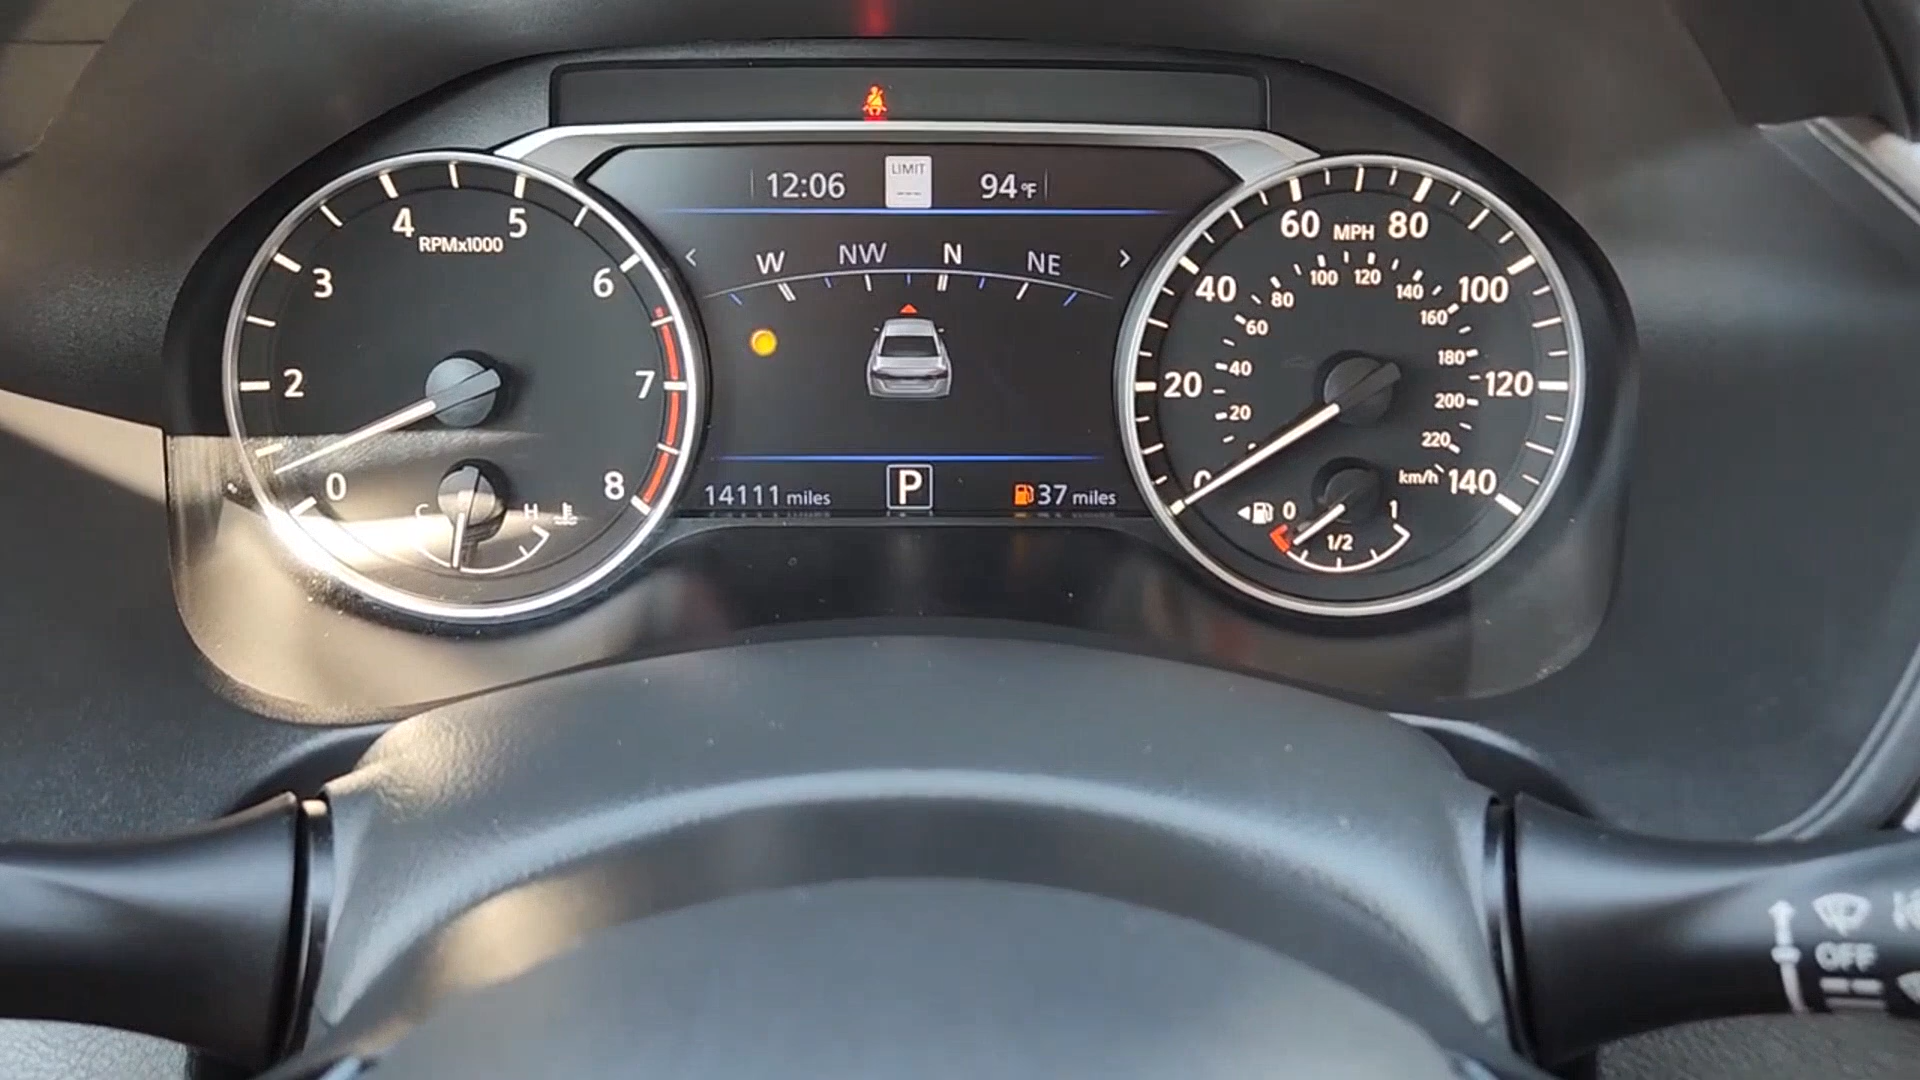 12:06
LIMIT
---
94°F
W NW N NE
14111 miles
P
37 miles
RPMx1000
0
2
3
4
5
6
7
8
C
H
MPH
0
20
40
60
80
100
120
140
20
40
60
80
100
120
140
160
180
200
220
km/h
0
1/2
1
OFF